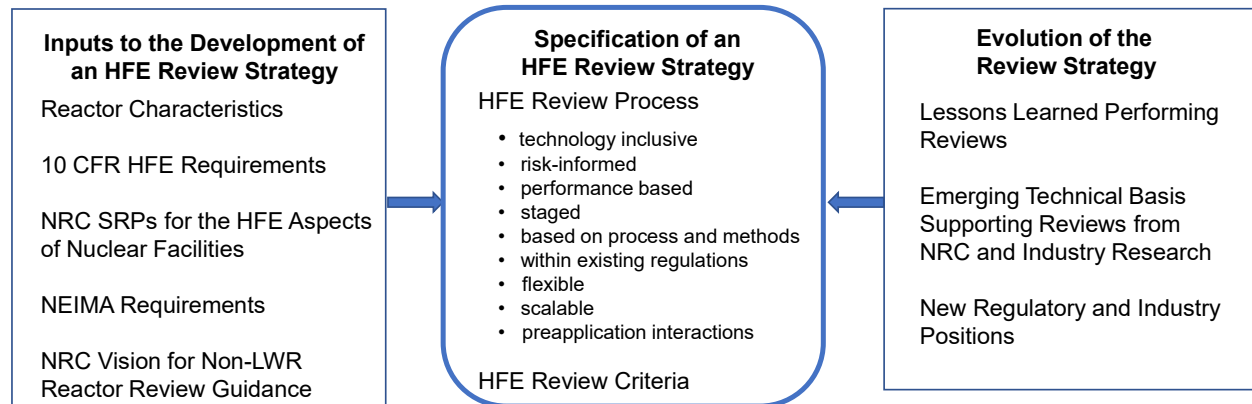 Inputs to the Development of
an HFE Review Strategy
Reactor Characteristics
10 CFR HFE Requirements
NRC SRPs for the HFE Aspects
of Nuclear Facilities
NEIMA Requirements
NRC Vision for Non-LWR
Reactor Review Guidance
Specification of an
HFE Review Strategy
HFE Review Process
• technology inclusive
• risk-informed
• performance based
• staged
• based on process and methods
• within existing regulations
• flexible
• scalable
• preapplication interactions
HFE Review Criteria
Evolution of the
Review Strategy
Lessons Learned Performing
Reviews
Emerging Technical Basis
Supporting Reviews from
NRC and Industry Research
New Regulatory and Industry
Positions